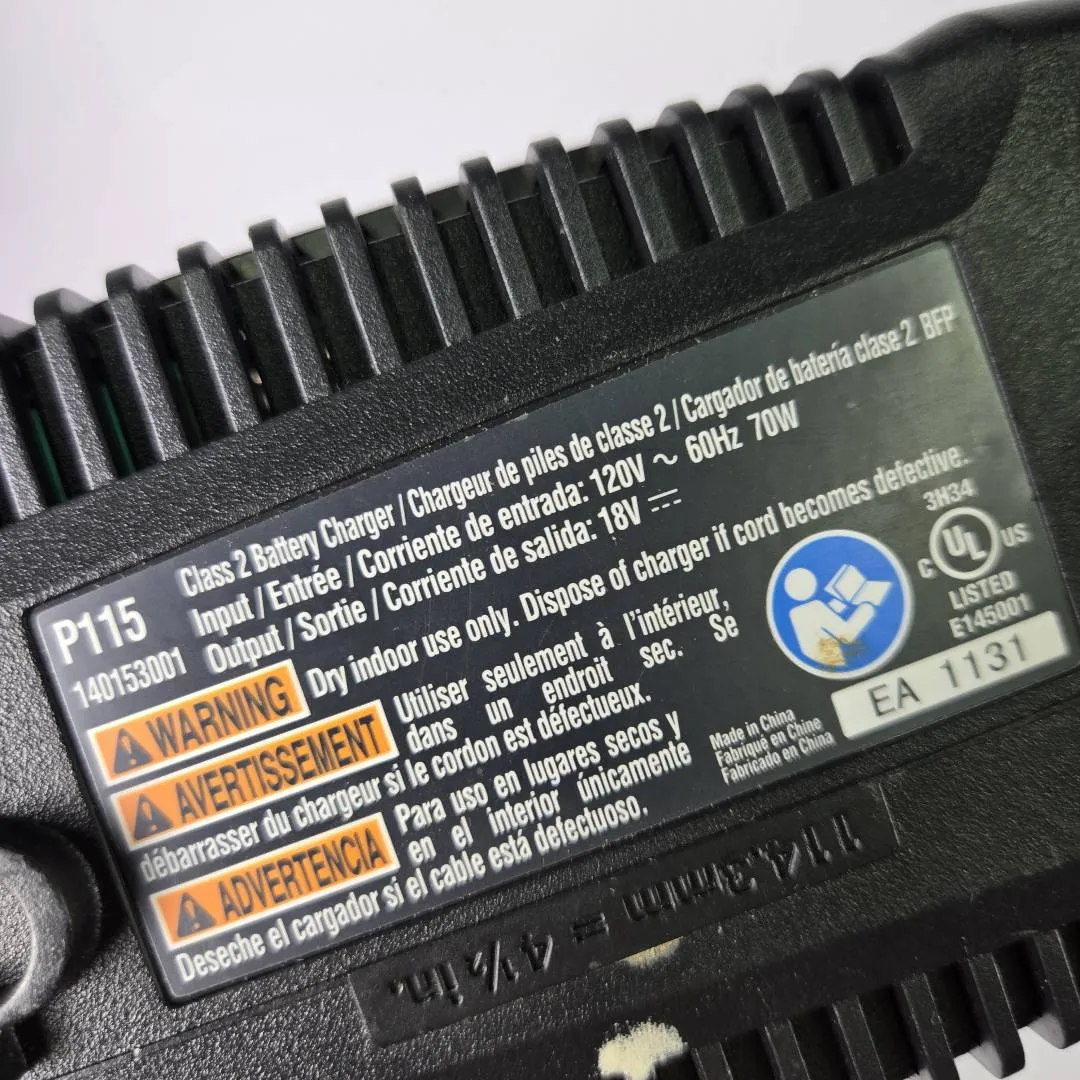 P115
140153001
Class 2 Battery Charger / Chargeur de piles de classe 2 / Cargador de batería clase 2 BFP
Input / Entrée / Corriente de entrada: 120V ~ 60Hz 70W
Output / Sortie / Corriente de salida: 18V ⎓
WARNING Dry indoor use only. Dispose of charger if cord becomes defective.
AVERTISSEMENT Utiliser seulement à l'intérieur,
dans un endroit sec. Se
débarrasser du chargeur si le cordon est défectueux.
ADVERTENCIA Para uso en lugares secos y
en el interior únicamente
Deseche el cargador si el cable está defectuoso.
3H34
C UL US
LISTED
E145001
EA 1131
Made in China
Fabriqué en Chine
Fabricado en China
114.3mm = 4 ½ in.